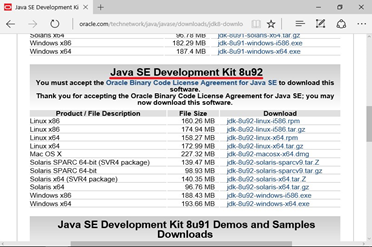 Java SE - Downl
oracle.com/technetwork/java/javase/downloads/jdk8-downlo
Solaris x64 96.78 MB jdk-8u91-solaris-x64.tar.gz
Windows x86 182.29 MB jdk-8u91-windows-i586.exe
Windows x64 187.4 MB jdk-8u91-windows-x64.exe
Java SE Development Kit 8u92
You must accept the Oracle Binary Code License Agreement for Java SE to download this
software.
Thank you for accepting the Oracle Binary Code License Agreement for Java SE; you may
now download this software.
Product / File Description File Size Download
Linux x86 160.26 MB jdk-8u92-linux-i586.rpm
Linux x86 174.94 MB jdk-8u92-linux-i586.tar.gz
Linux x64 158.27 MB jdk-8u92-linux-x64.rpm
Linux x64 172.99 MB jdk-8u92-linux-x64.tar.gz
Mac OS X 227.32 MB jdk-8u92-macosx-x64.dmg
Solaris SPARC 64-bit (SVR4 package) 139.47 MB jdk-8u92-solaris-sparcv9.tar.Z
Solaris SPARC 64-bit 98.93 MB jdk-8u92-solaris-sparcv9.tar.gz
Solaris x64 (SVR4 package) 140.35 MB jdk-8u92-solaris-x64.tar.Z
Solaris x64 96.76 MB jdk-8u92-solaris-x64.tar.gz
Windows x86 188.43 MB jdk-8u92-windows-i586.exe
Windows x64 193.66 MB jdk-8u92-windows-x64.exe
Java SE Development Kit 8u91 Demos and Samples
Downloads